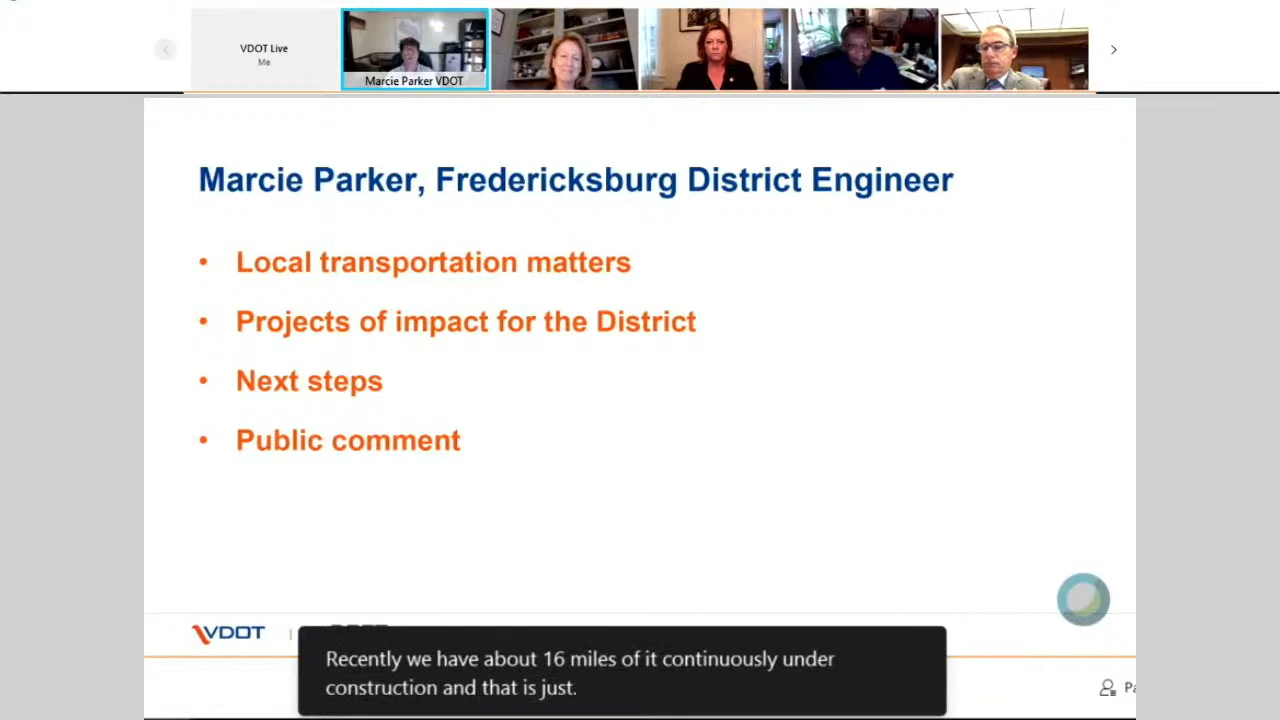 VDOT Live
Me
Marcie Parker VDOT
Marcie Parker, Fredericksburg District Engineer
• Local transportation matters
• Projects of impact for the District
• Next steps
• Public comment
VDOT
Recently we have about 16 miles of it continuously under
construction and that is just.